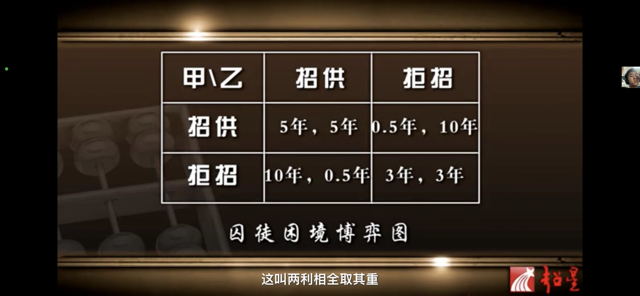 甲\乙 招供 拒招
招供 5年，5年 0.5年，10年
拒招 10年，0.5年 3年，3年
囚徒困境博弈图
这叫两利相全取其重
超星